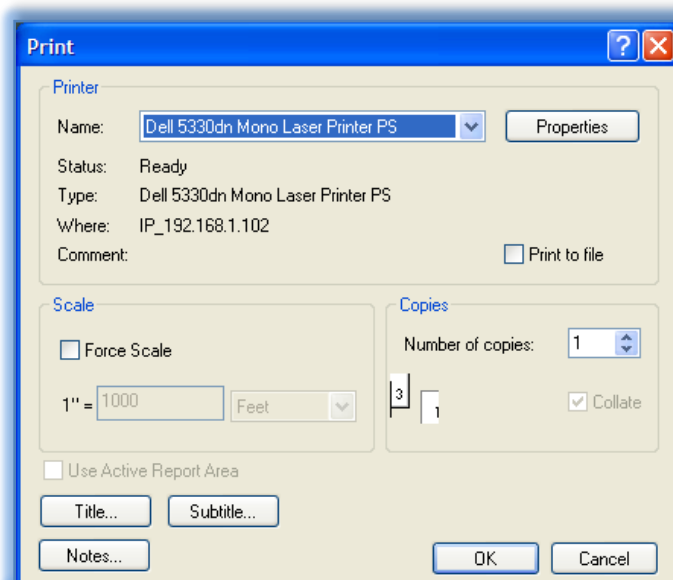 Print
Printer
Name: Dell 5330dn Mono Laser Printer PS Properties
Status: Ready
Type: Dell 5330dn Mono Laser Printer PS
Where: IP_192.168.1.102
Comment: Print to file
Scale
Force Scale
1" = 1000 Feet
Copies
Number of copies: 1
3 1 Collate
Use Active Report Area
Title... Subtitle...
Notes... OK Cancel